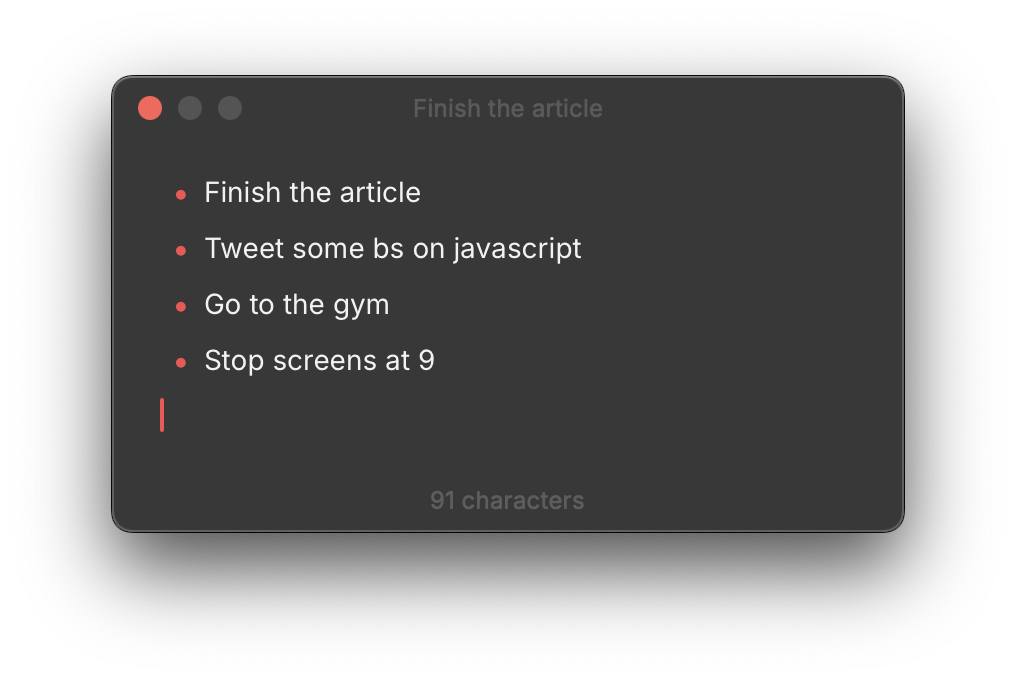 Finish the article
• Finish the article
• Tweet some bs on javascript
• Go to the gym
• Stop screens at 9
91 characters